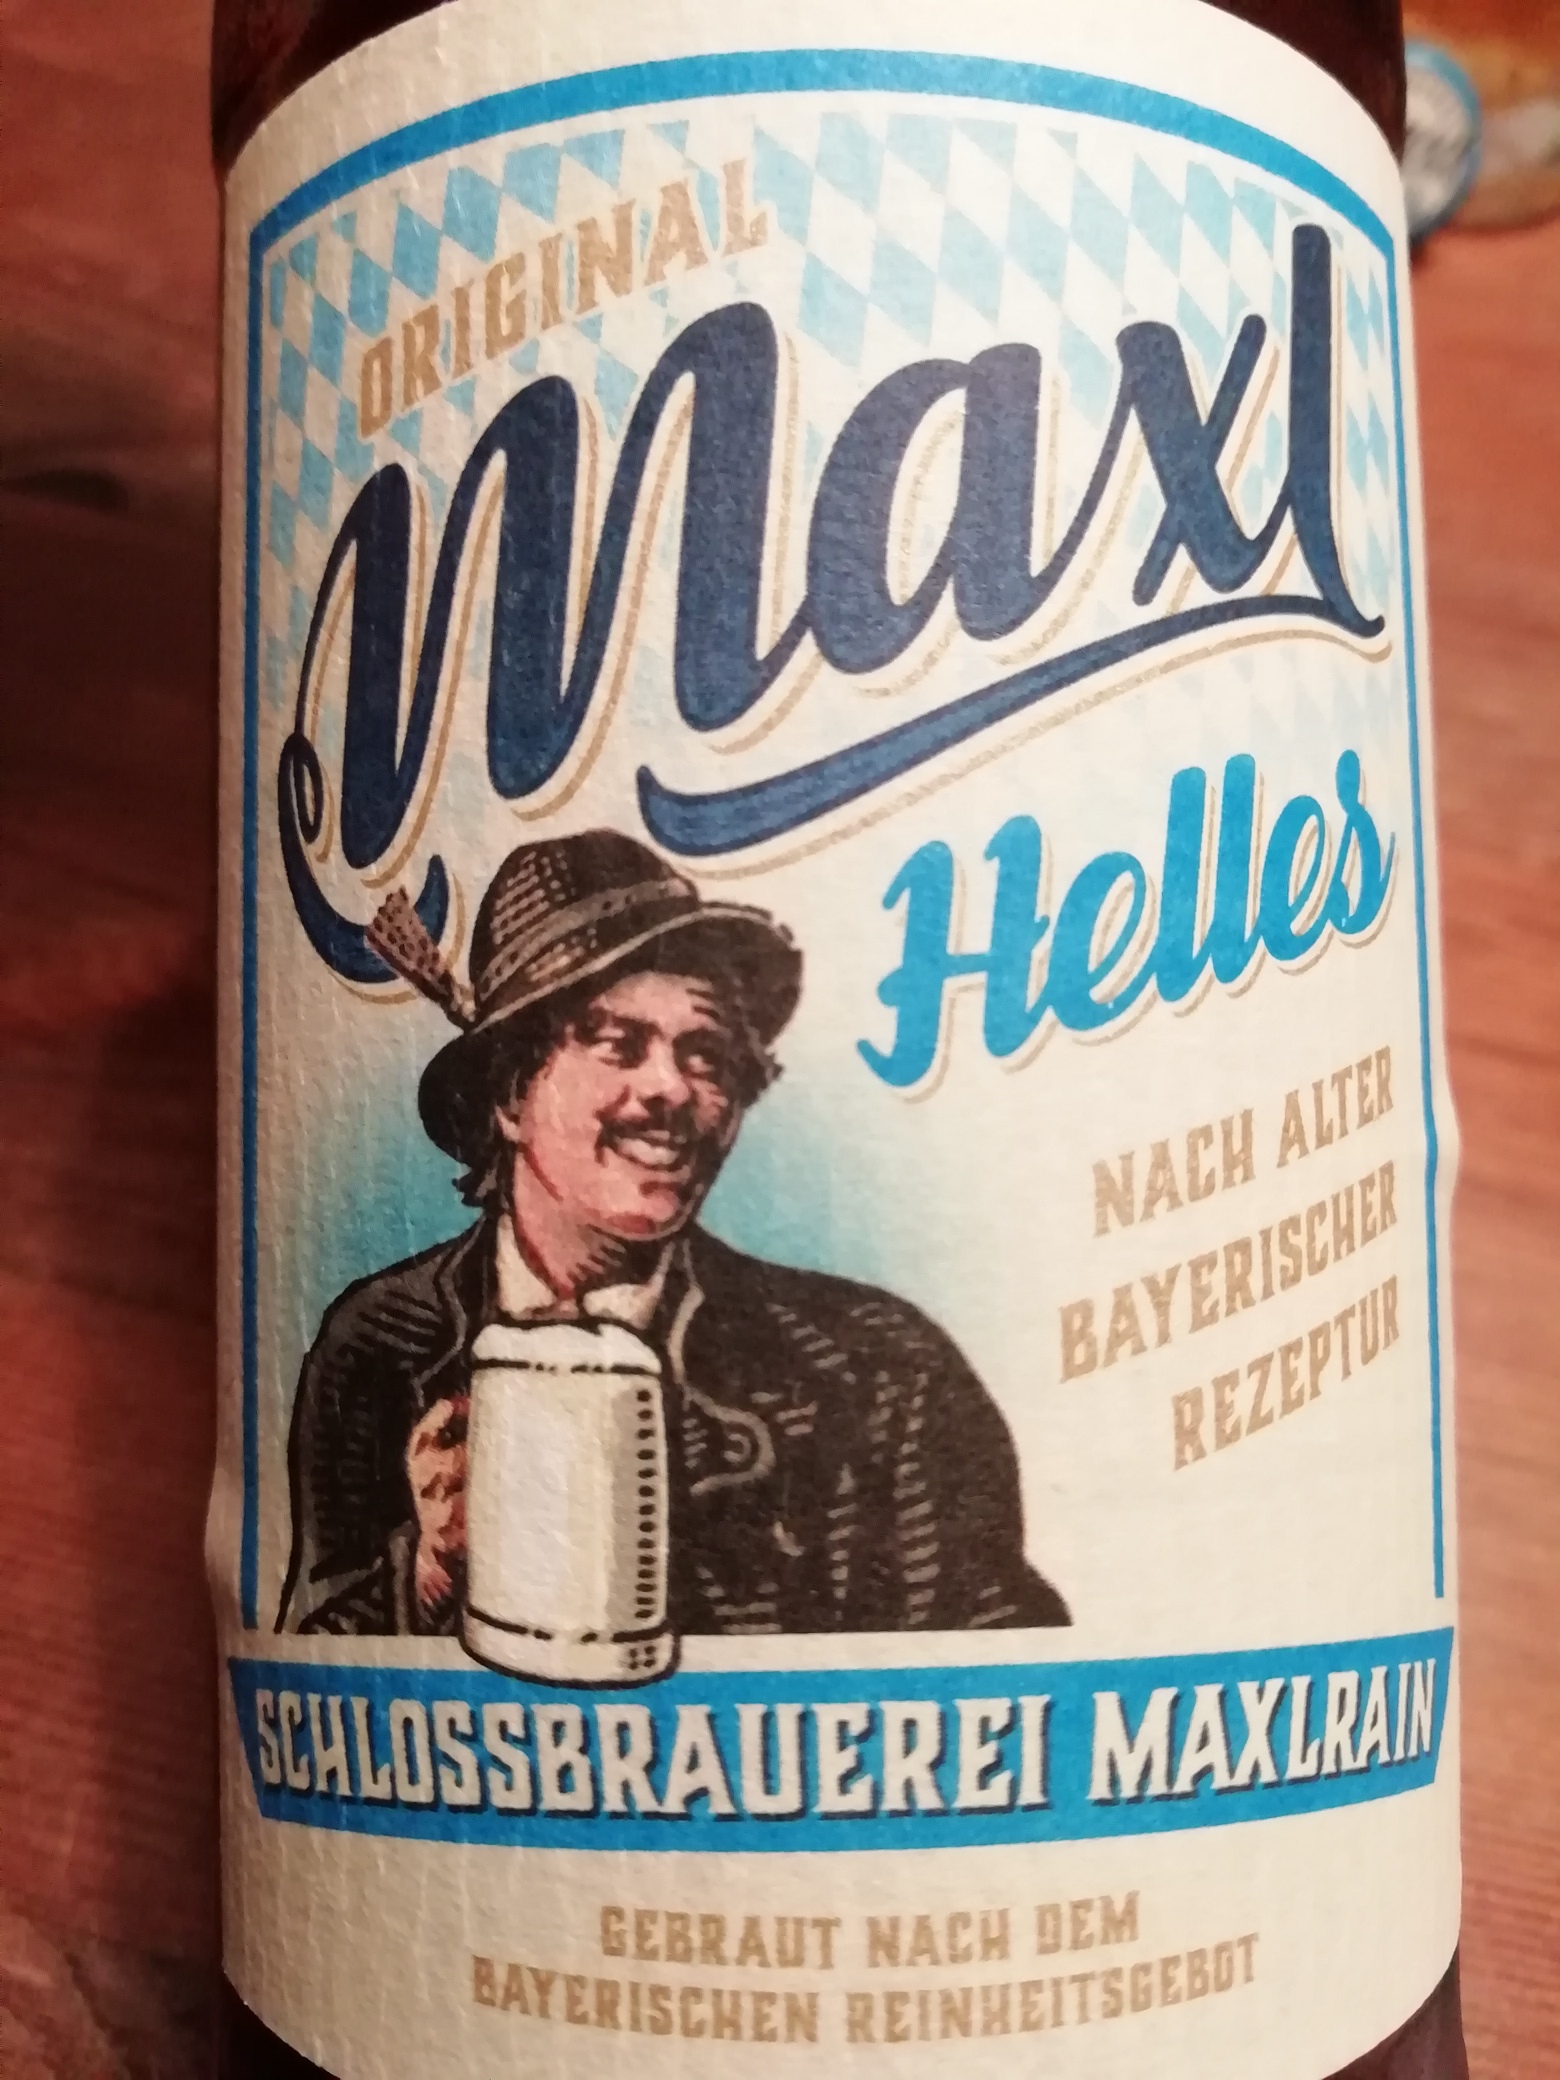 ORIGINAL
Maxl
Helles
NACH ALTER
BAYERISCHER
REZEPTUR
SCHLOSSBRAUEREI MAXLRAIN
GEBRAUT NACH DEM
BAYERISCHEN REINHEITSGEBOT